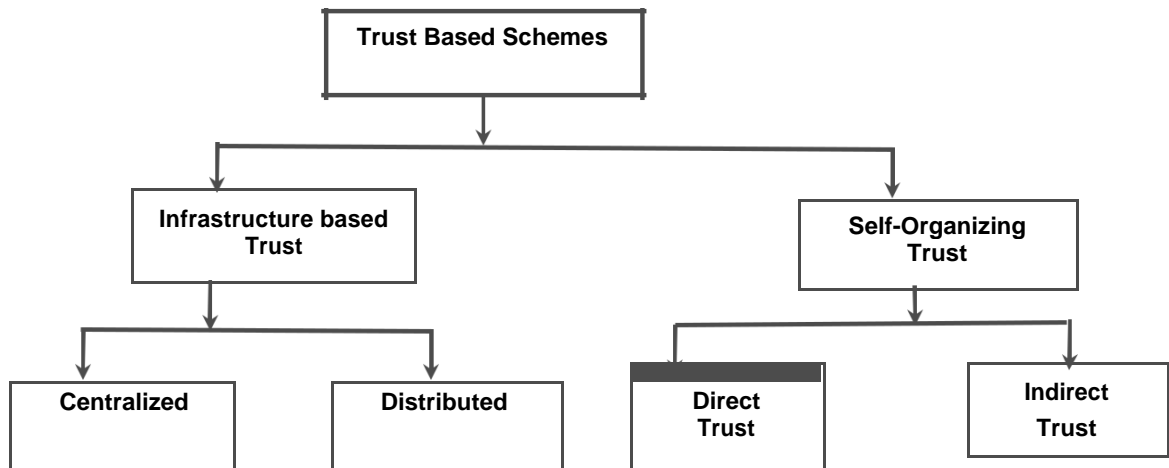 Trust Based Schemes
Infrastructure based
Trust
Self-Organizing
Trust
Centralized
Distributed
Direct
Trust
Indirect
Trust